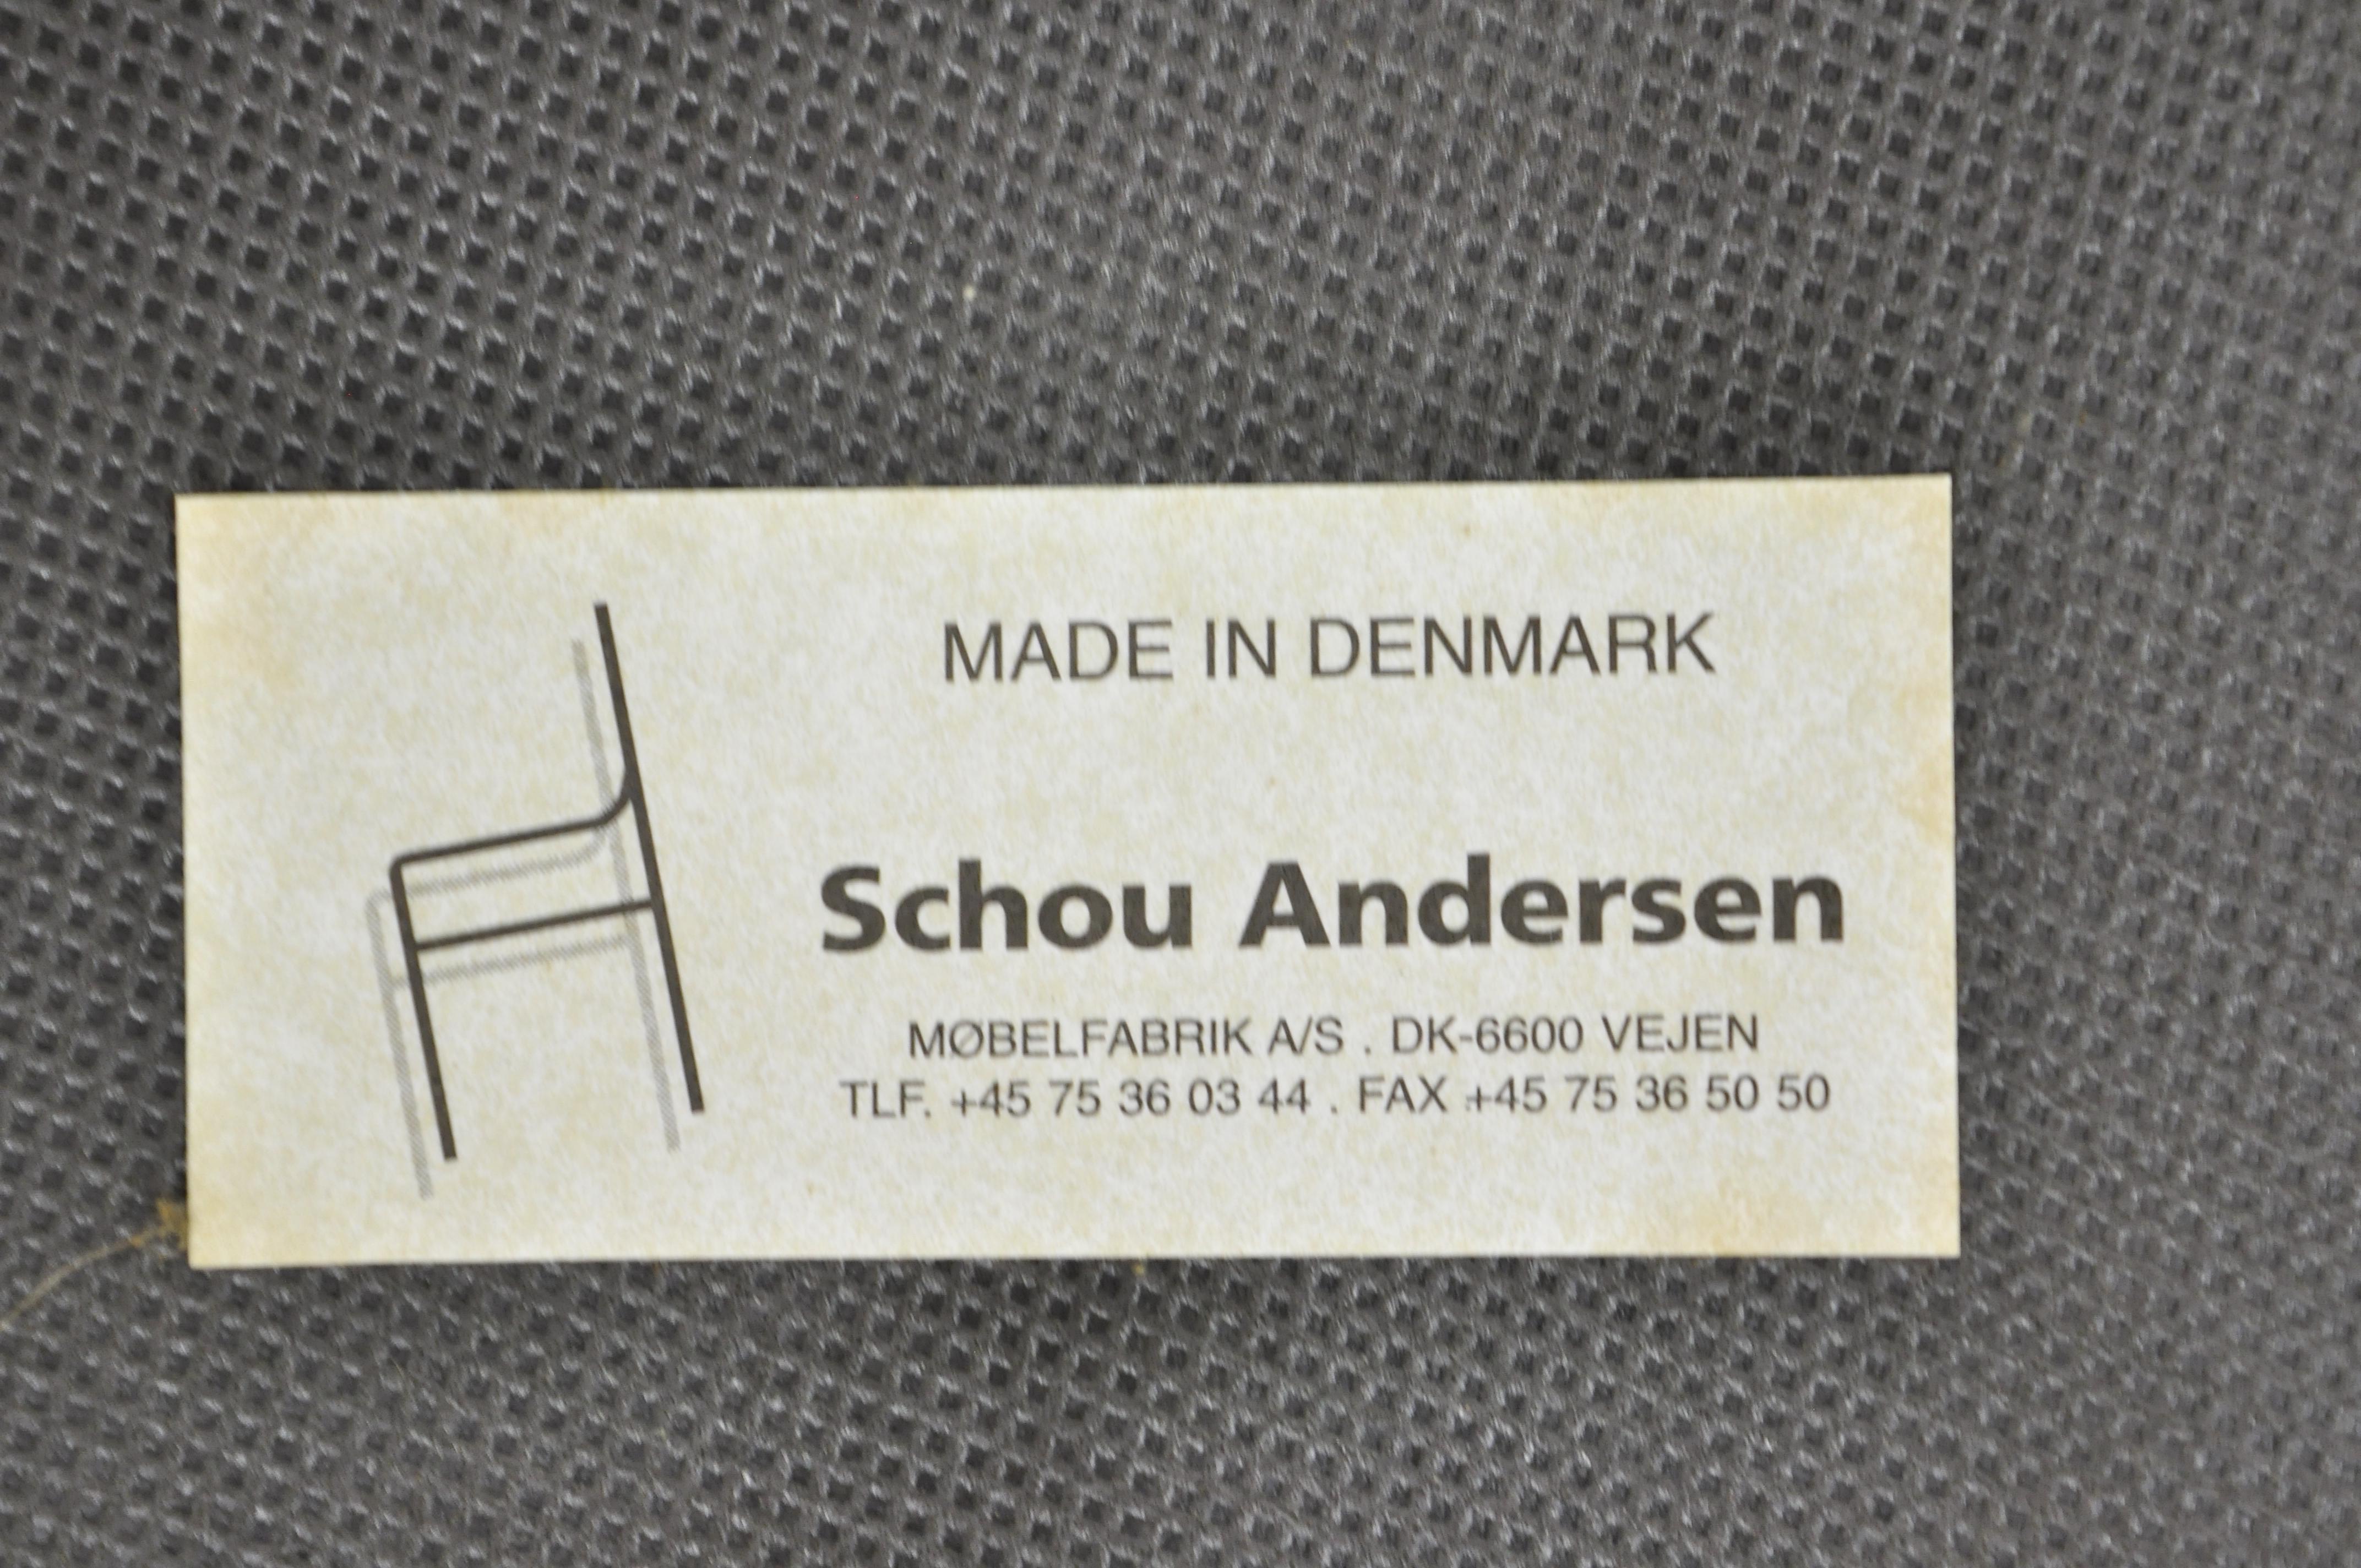 MADE IN DENMARK
Schou Andersen
MØBELFABRIK A/S . DK-6600 VEJEN
TLF. +45 75 36 03 44 . FAX +45 75 36 50 50